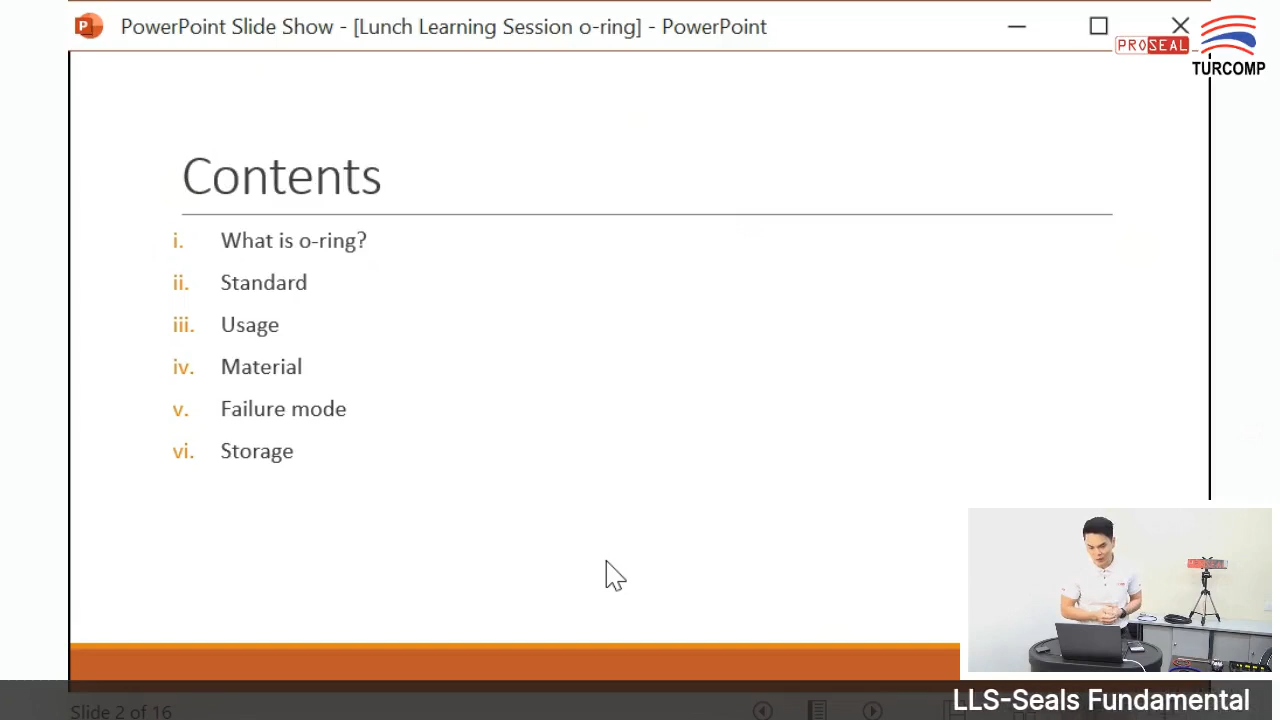 PowerPoint Slide Show - [Lunch Learning Session o-ring] - PowerPoint
PROSEAL
TURCOMP
Contents
i. What is o-ring?
ii. Standard
iii. Usage
iv. Material
v. Failure mode
vi. Storage
LLS-Seals Fundamental
Slide 2 of 16